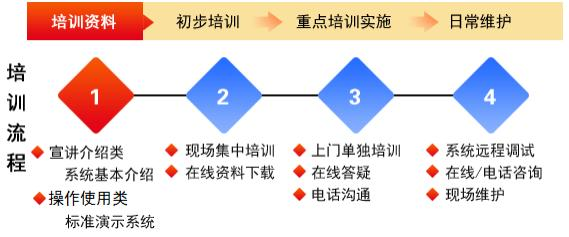 培训资料 初步培训 重点培训实施 日常维护
培训流程
1 2 3 4
宣讲介绍类
系统基本介绍
操作使用类
标准演示系统
现场集中培训
在线资料下载
上门单独培训
在线答疑
电话沟通
系统远程调试
在线/电话咨询
现场维护